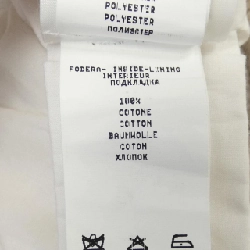 POLYESTER
POLYESTER
ПОЛИЭСТЕР
FODERA- INSIDE-LINING
INTERIEUR
ПОДКЛАДКА
100%
COTONE
COTTON
BAUMWOLLE
COTON
ХЛОПОК